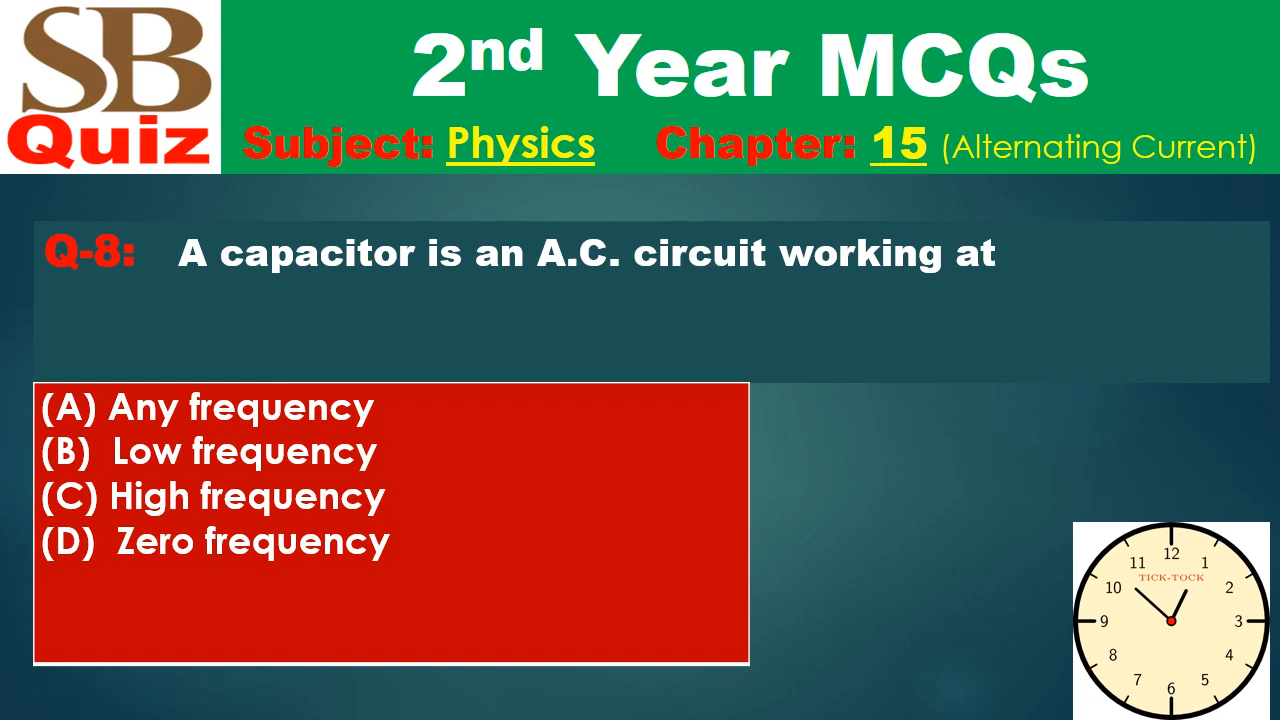 SB
Quiz
2nd Year MCQs
Subject: Physics Chapter: 15 (Alternating Current)
Q-8: A capacitor is an A.C. circuit working at
(A) Any frequency
(B) Low frequency
(C) High frequency
(D) Zero frequency
12
11 1
TICK-TOCK
10 2
9 3
8 4
7 5
6